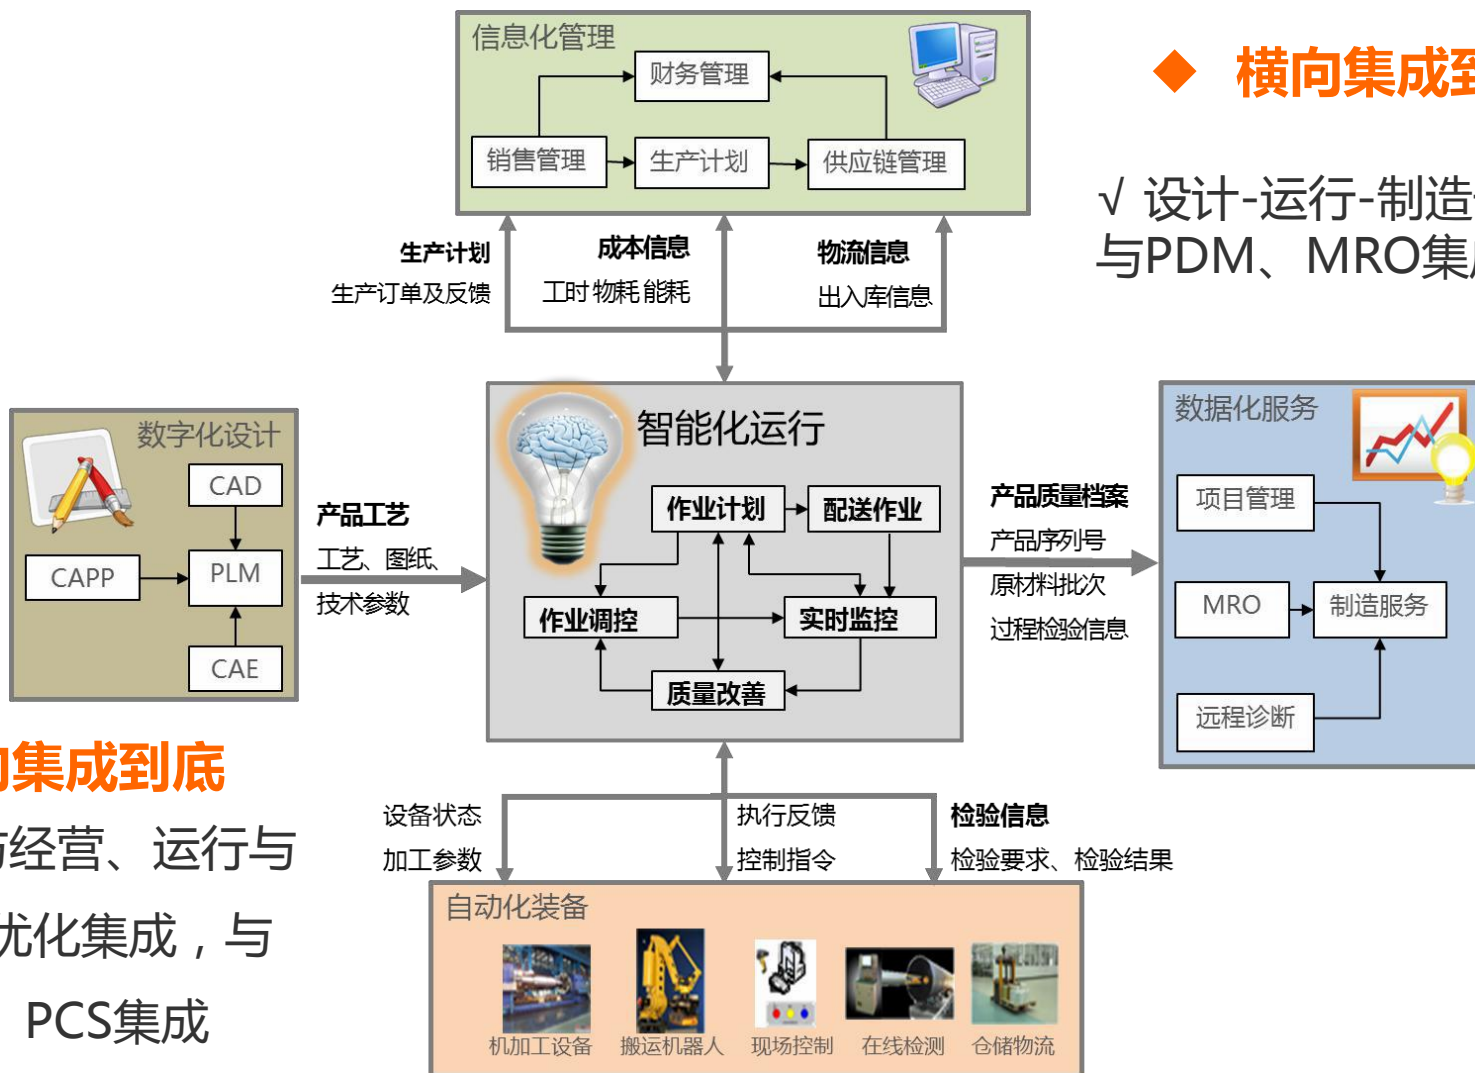 信息化管理
财务管理
销售管理
生产计划
供应链管理
横向集成到
√ 设计-运行-制造
与PDM、MRO集成
生产计划
生产订单及反馈
成本信息
工时 物耗 能耗
物流信息
出入库信息
数字化设计
CAD
CAPP
PLM
CAE
产品工艺
工艺、图纸、
技术参数
智能化运行
作业计划
配送作业
作业调控
实时监控
质量改善
产品质量档案
产品序列号
原材料批次
过程检验信息
数据化服务
项目管理
MRO
制造服务
远程诊断
向集成到底
与经营、运行与
优化集成，与
PCS集成
设备状态
加工参数
执行反馈
控制指令
检验信息
检验要求、检验结果
自动化装备
机加工设备
搬运机器人
现场控制
在线检测
仓储物流